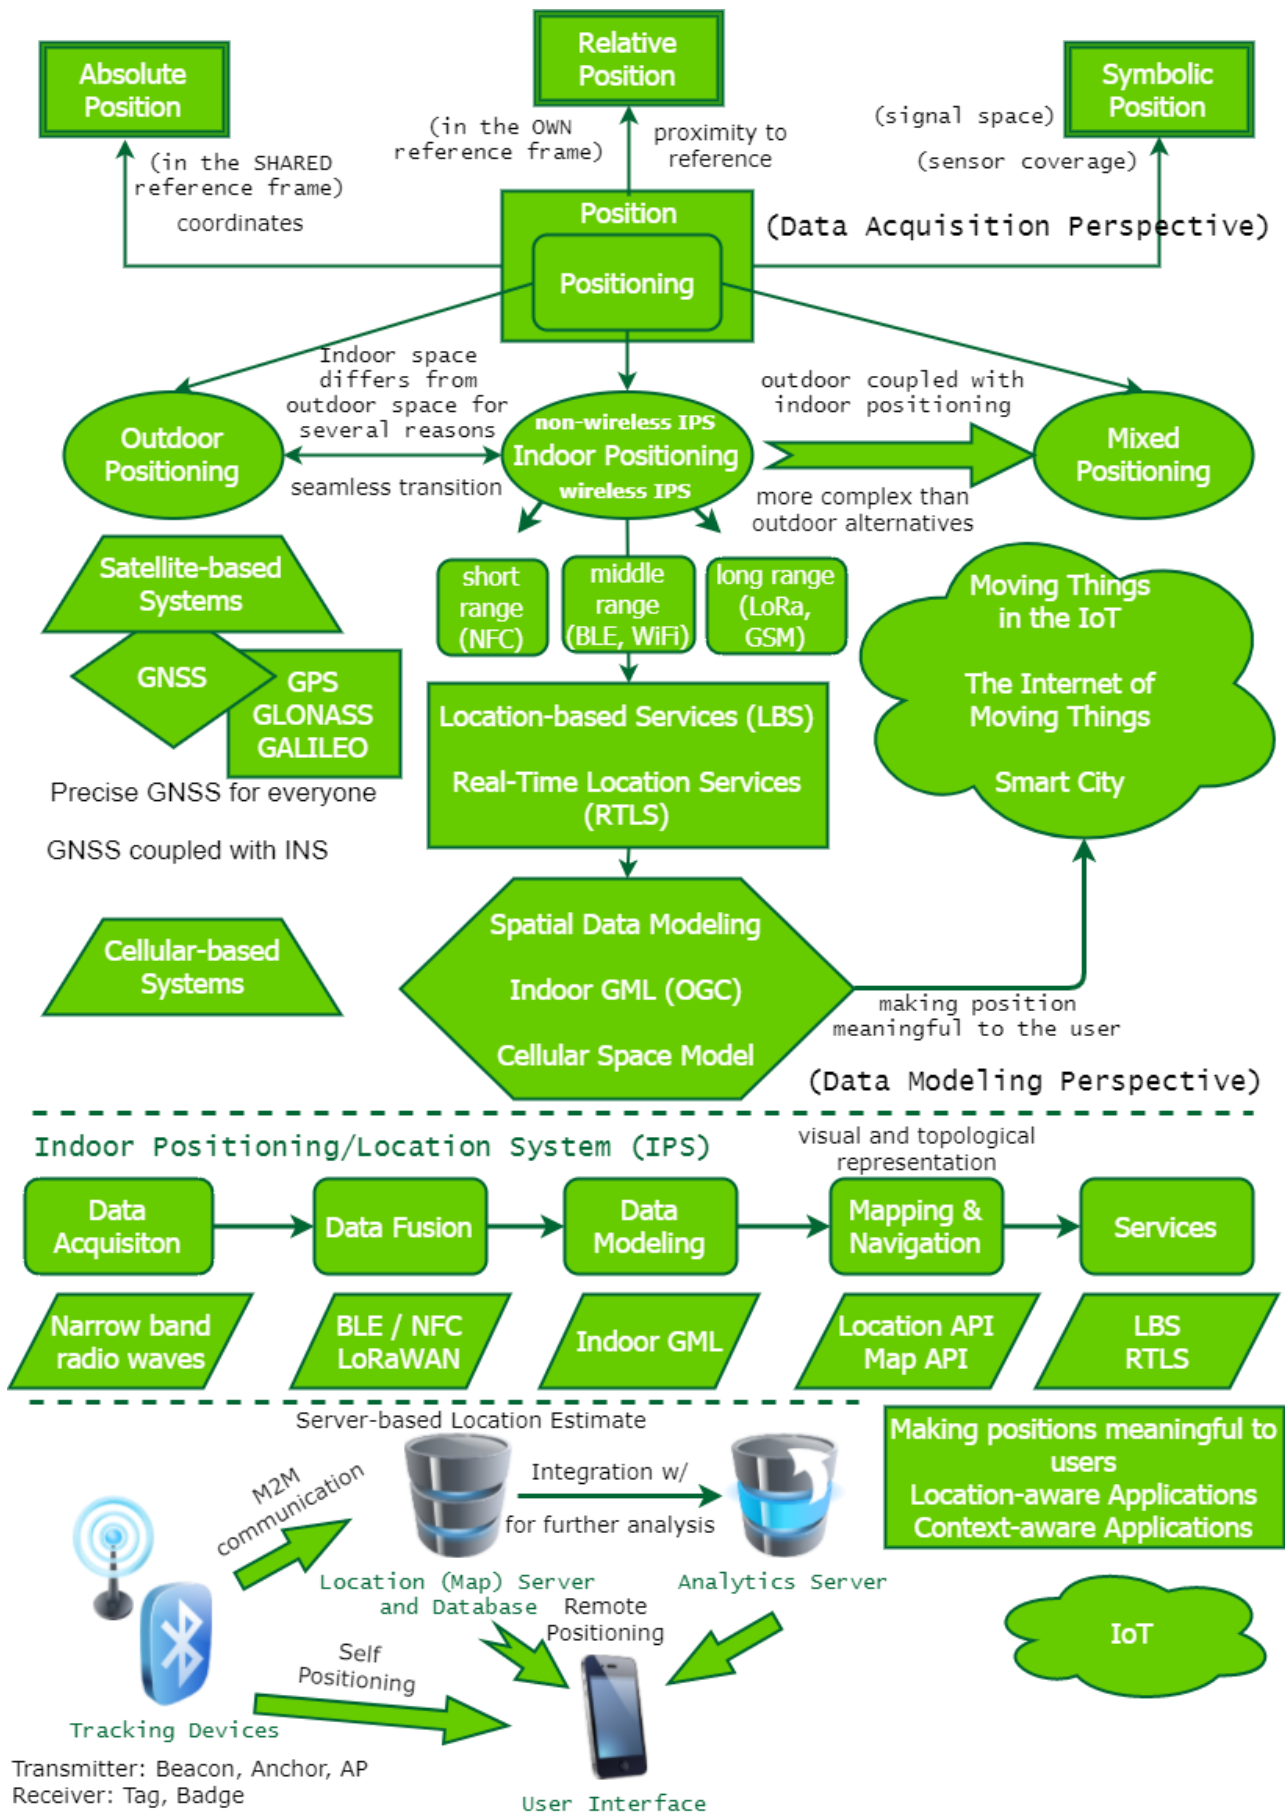 Absolute
Position
Relative
Position
Symbolic
Position
(in the SHARED
reference frame)
coordinates
(in the OWN
reference frame)
proximity to
reference
(signal space)
(sensor coverage)
Position
(Data Acquisition Perspective)
Positioning
Indoor space
differs from
outdoor space for
several reasons
seamless transition
outdoor coupled with
indoor positioning
more complex than
outdoor alternatives
Outdoor
Positioning
non-wireless IPS
Indoor Positioning
wireless IPS
Mixed
Positioning
Satellite-based
Systems
GNSS
GPS
GLONASS
GALILEO
Precise GNSS for everyone
GNSS coupled with INS
Cellular-based
Systems
short
range
(NFC)
middle
range
(BLE, WiFi)
long range
(LoRa,
GSM)
Location-based Services (LBS)
Real-Time Location Services
(RTLS)
Spatial Data Modeling
Indoor GML (OGC)
Cellular Space Model
Moving Things
in the IoT
The Internet of
Moving Things
Smart City
making position
meaningful to the user
(Data Modeling Perspective)
Indoor Positioning/Location System (IPS)
visual and topological
representation
Data
Acquisiton
Data Fusion
Data
Modeling
Mapping &
Navigation
Services
Narrow band
radio waves
BLE / NFC
LoRaWAN
Indoor GML
Location API
Map API
LBS
RTLS
Server-based Location Estimate
M2M
communication
Integration w/
for further analysis
Location (Map) Server
and Database
Analytics Server
Remote
Positioning
Self
Positioning
Tracking Devices
Transmitter: Beacon, Anchor, AP
Receiver: Tag, Badge
User Interface
Making positions meaningful to
users
Location-aware Applications
Context-aware Applications
IoT